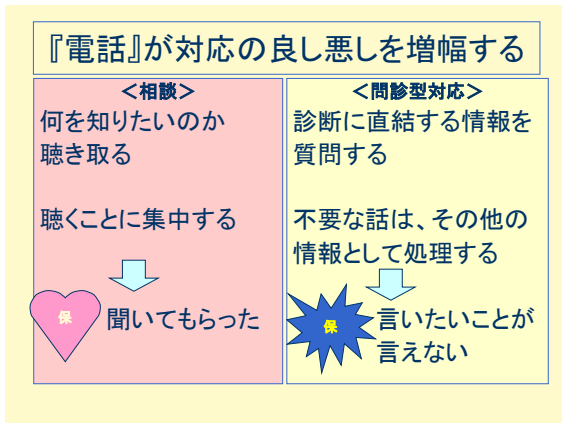 『電話』が対応の良し悪しを増幅する
＜相談＞
何を知りたいのか
聴き取る
聴くことに集中する
保
聞いてもらった
＜問診型対応＞
診断に直結する情報を
質問する
不要な話は、その他の
情報として処理する
保
言いたいことが
言えない